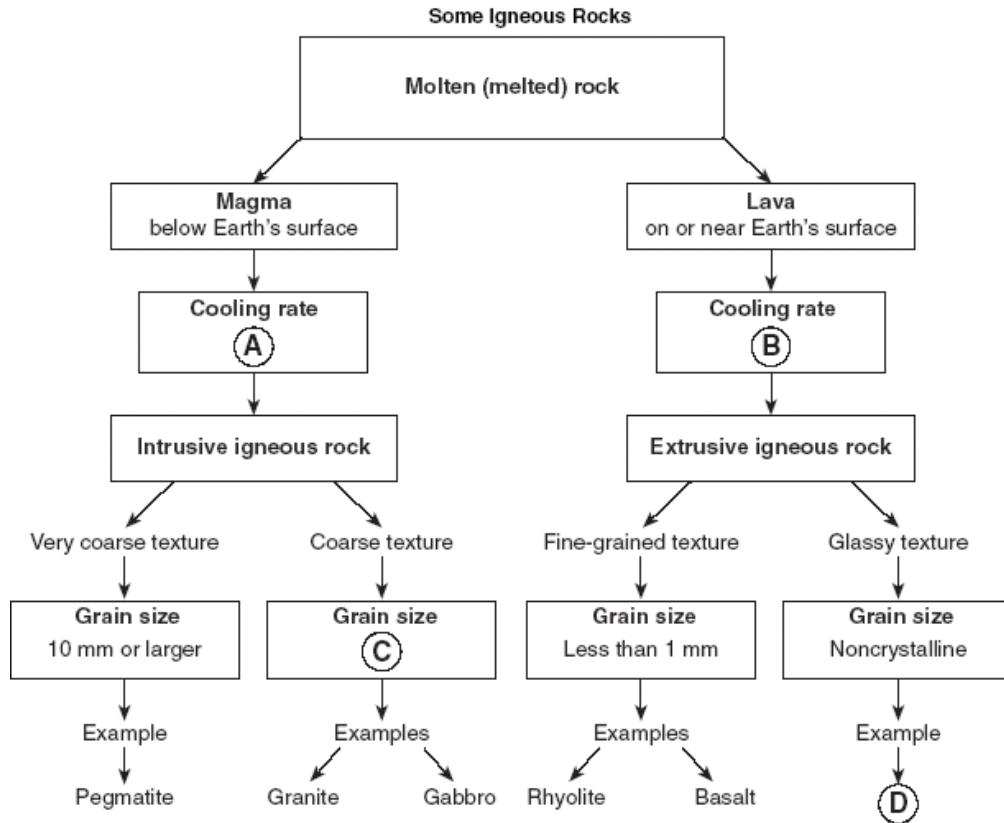 Some Igneous Rocks
Molten (melted) rock
Magma
below Earth's surface
Lava
on or near Earth's surface
Cooling rate
A
Cooling rate
B
Intrusive igneous rock
Extrusive igneous rock
Very coarse texture
Coarse texture
Fine-grained texture
Glassy texture
Grain size
10 mm or larger
Grain size
C
Grain size
Less than 1 mm
Grain size
Noncrystalline
Example
Examples
Examples
Example
Pegmatite
Granite
Gabbro
Rhyolite
Basalt
D